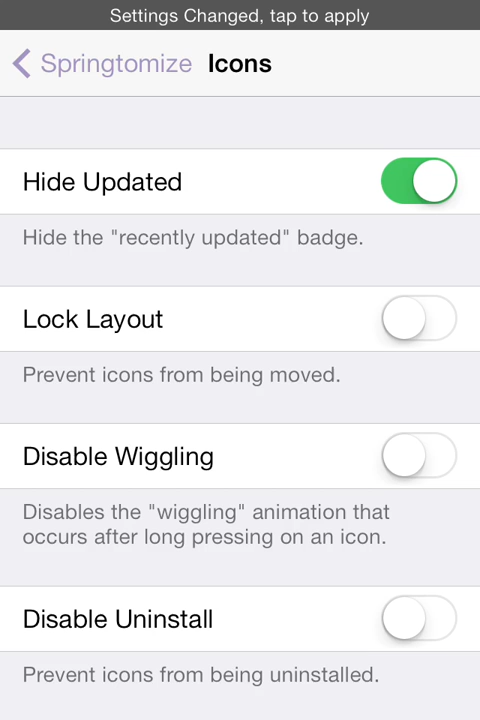 Settings Changed, tap to apply
Springtomize Icons
Hide Updated
Hide the "recently updated" badge.
Lock Layout
Prevent icons from being moved.
Disable Wiggling
Disables the "wiggling" animation that
occurs after long pressing on an icon.
Disable Uninstall
Prevent icons from being uninstalled.